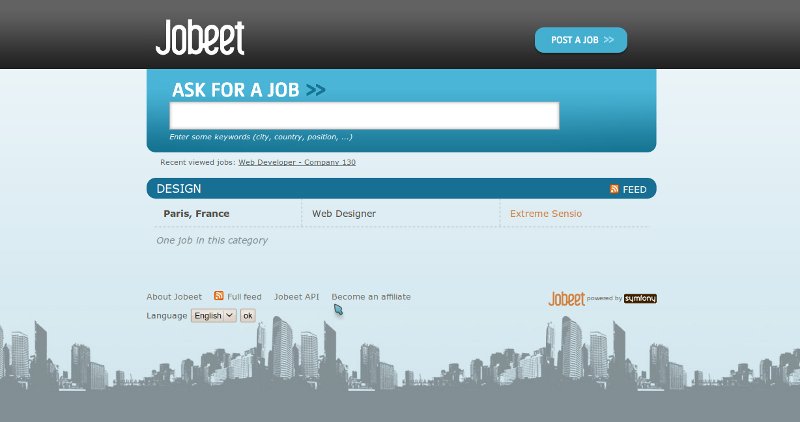 Jobeet
POST A JOB >>
ASK FOR A JOB >>
Enter some keywords (city, country, position, ...)
Recent viewed jobs: Web Developer - Company 130
DESIGN FEED
Paris, France Web Designer Extreme Sensio
One job in this category
About Jobeet Full feed Jobeet API Become an affiliate
Jobeet powered by symfony
Language English ok